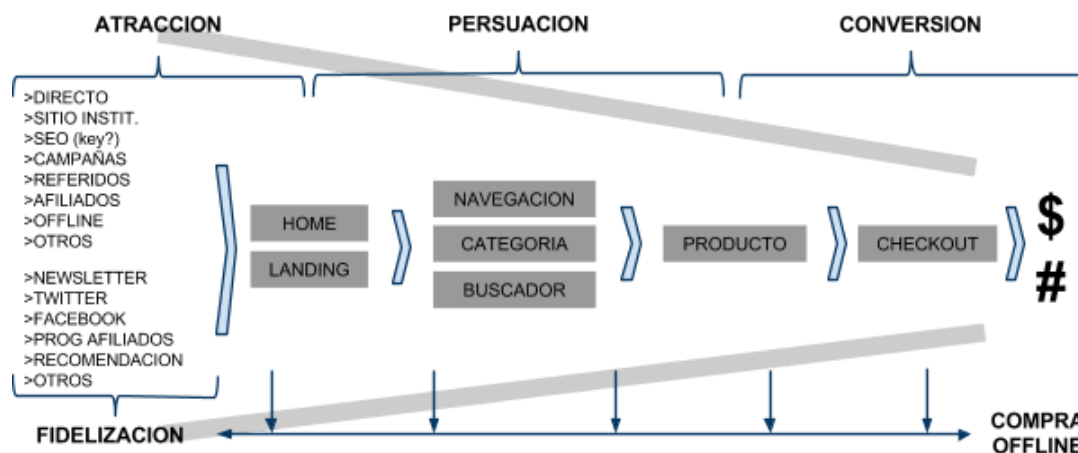 ATRACCION
PERSUACION
CONVERSION
>DIRECTO
>SITIO INSTIT.
>SEO (key?)
>CAMPAÑAS
>REFERIDOS
>AFILIADOS
>OFFLINE
>OTROS
>NEWSLETTER
>TWITTER
>FACEBOOK
>PROG AFILIADOS
>RECOMENDACION
>OTROS
HOME
LANDING
NAVEGACION
CATEGORIA
BUSCADOR
PRODUCTO
CHECKOUT
$
#
FIDELIZACION
COMPRA
OFFLINE